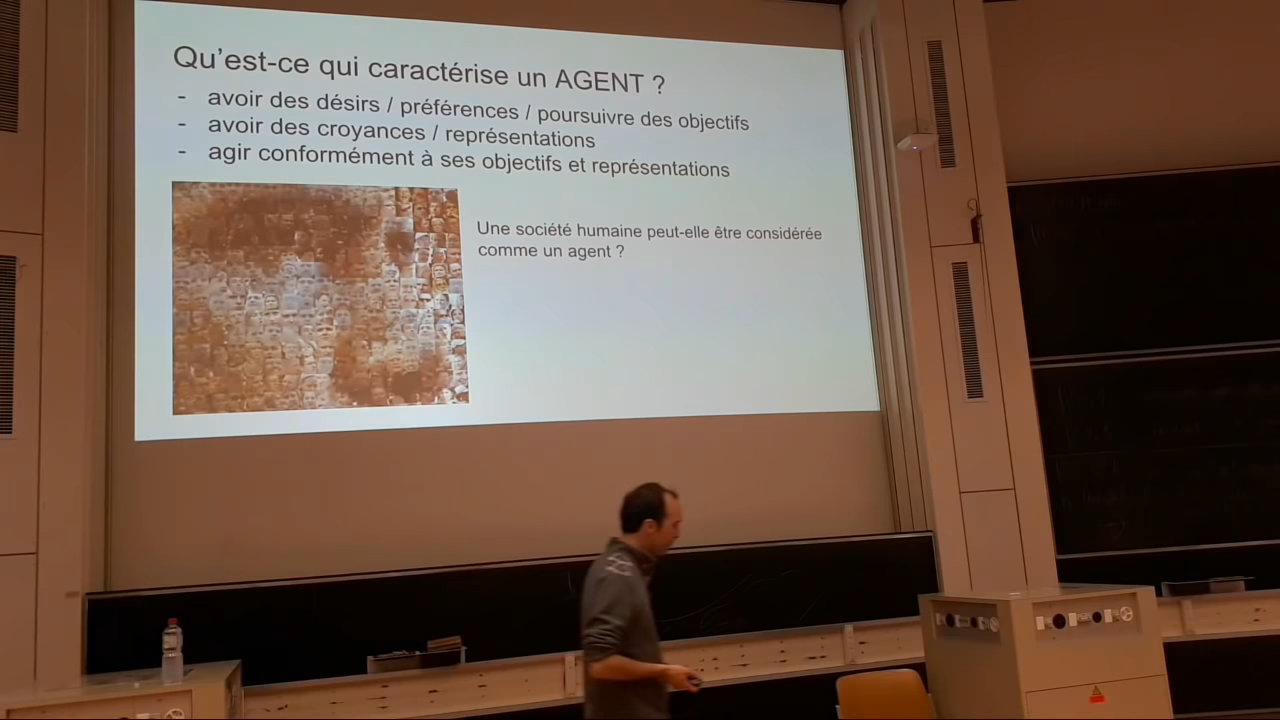 Qu'est-ce qui caractérise un AGENT ?
- avoir des désirs / préférences / poursuivre des objectifs
- avoir des croyances / représentations
- agir conformément à ses objectifs et représentations
Une société humaine peut-elle être considérée
comme un agent ?